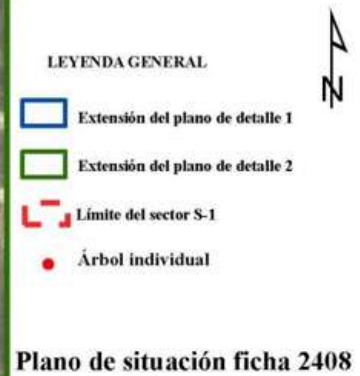 N
LEYENDA GENERAL
Extensión del plano de detalle 1
Extensión del plano de detalle 2
Límite del sector S-1
Árbol individual
Plano de situación ficha 2408